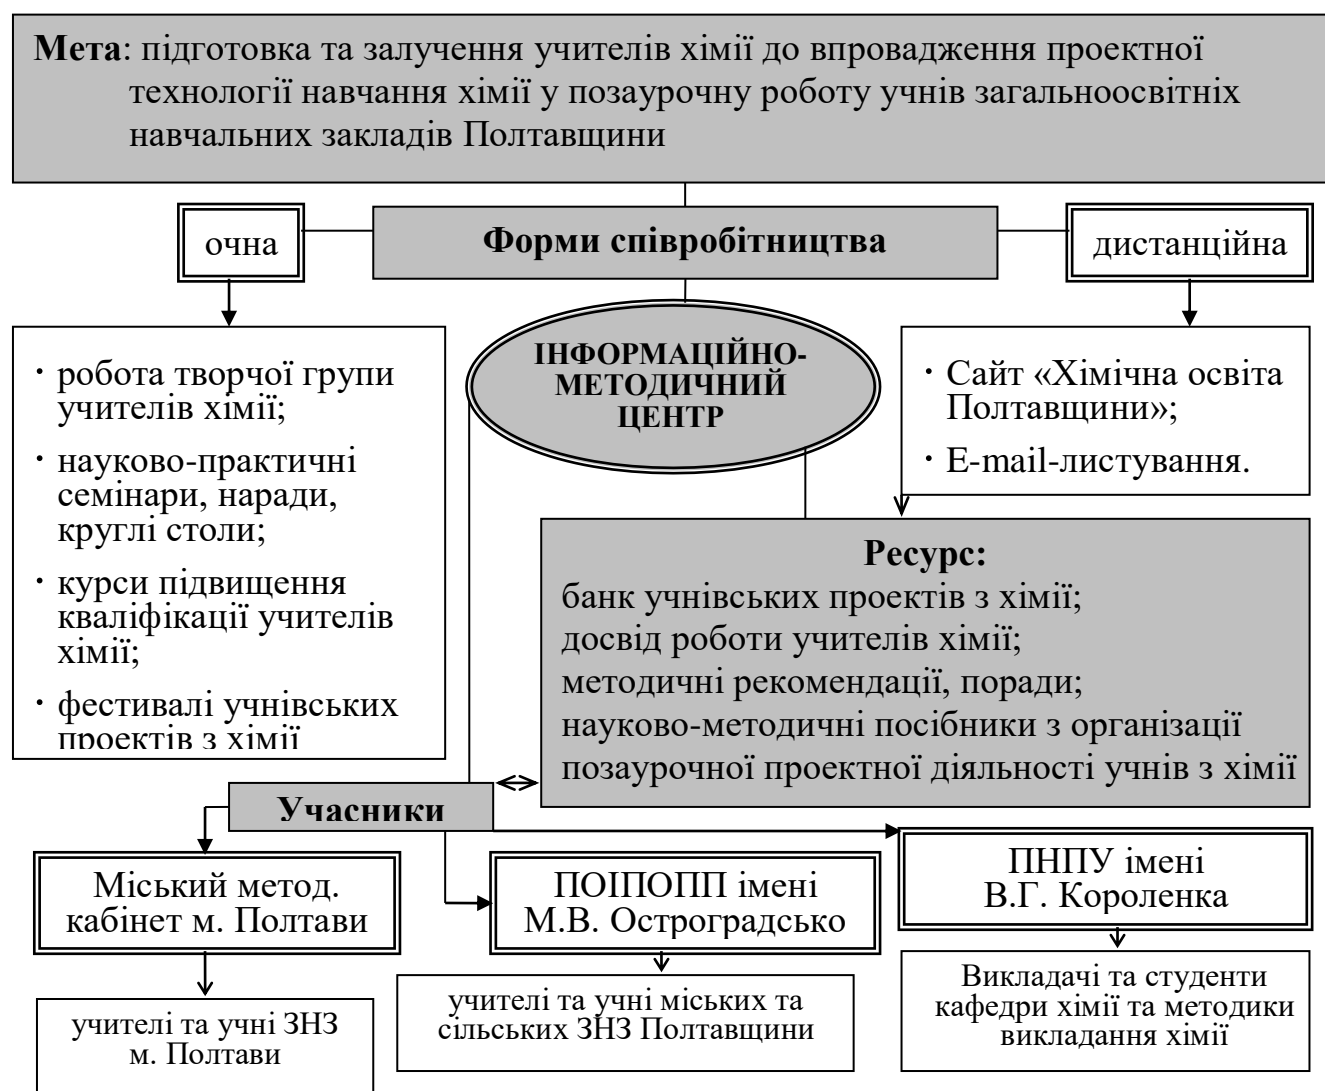 Мета: підготовка та залучення учителів хімії до впровадження проектної
технології навчання хімії у позаурочну роботу учнів загальноосвітніх
навчальних закладів Полтавщини
очна
Форми співробітництва
дистанційна
ІНФОРМАЦІЙНО-
МЕТОДИЧНИЙ
ЦЕНТР
· робота творчої групи
учителів хімії;
· науково-практичні
семінари, наради,
круглі столи;
· курси підвищення
кваліфікації учителів
хімії;
· фестивалі учнівських
проектів з хімії
· Сайт «Хімічна освіта
Полтавщини»;
· E-mail-листування.
Ресурс:
банк учнівських проектів з хімії;
досвід роботи учителів хімії;
методичні рекомендації, поради;
науково-методичні посібники з організації
позаурочної проектної діяльності учнів з хімії
Учасники
Міський метод.
кабінет м. Полтави
ПОІПОПП імені
М.В. Остроградсько
ПНПУ імені
В.Г. Короленка
учителі та учні ЗНЗ
м. Полтави
учителі та учні міських та
сільських ЗНЗ Полтавщини
Викладачі та студенти
кафедри хімії та методики
викладання хімії